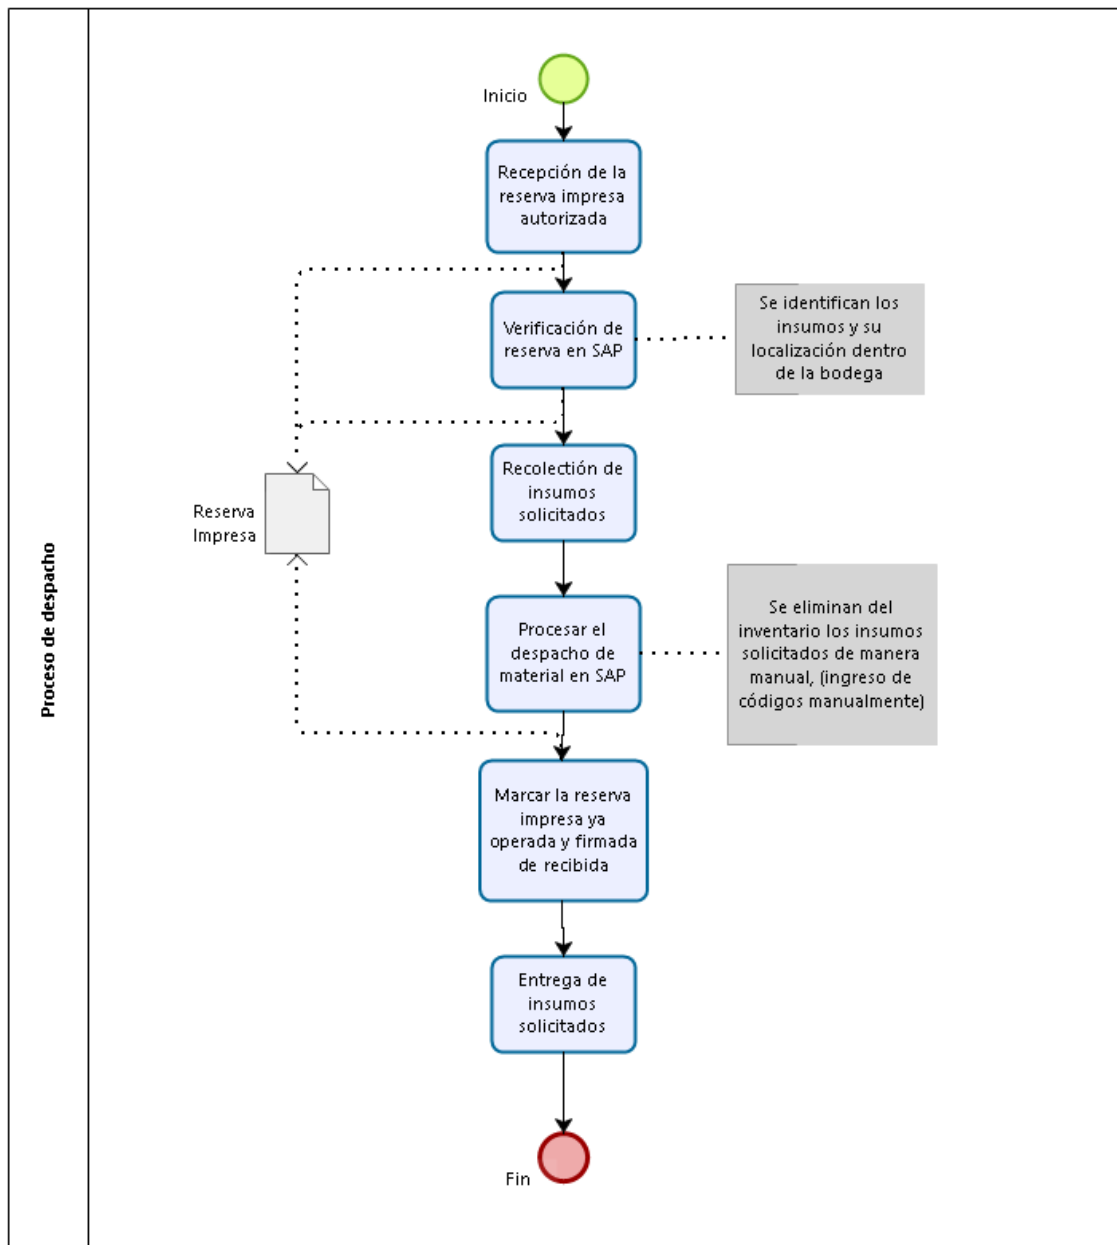 Proceso de despacho
Inicio
Recepción de la
reserva impresa
autorizada
Verificación de
reserva en SAP
Se identifican los
insumos y su
localización dentro
de la bodega
Recolectión de
insumos
solicitados
Reserva
Impresa
Procesar el
despacho de
material en SAP
Se eliminan del
inventario los insumos
solicitados de manera
manual, (ingreso de
códigos manualmente)
Marcar la reserva
impresa ya
operada y firmada
de recibida
Entrega de
insumos
solicitados
Fin